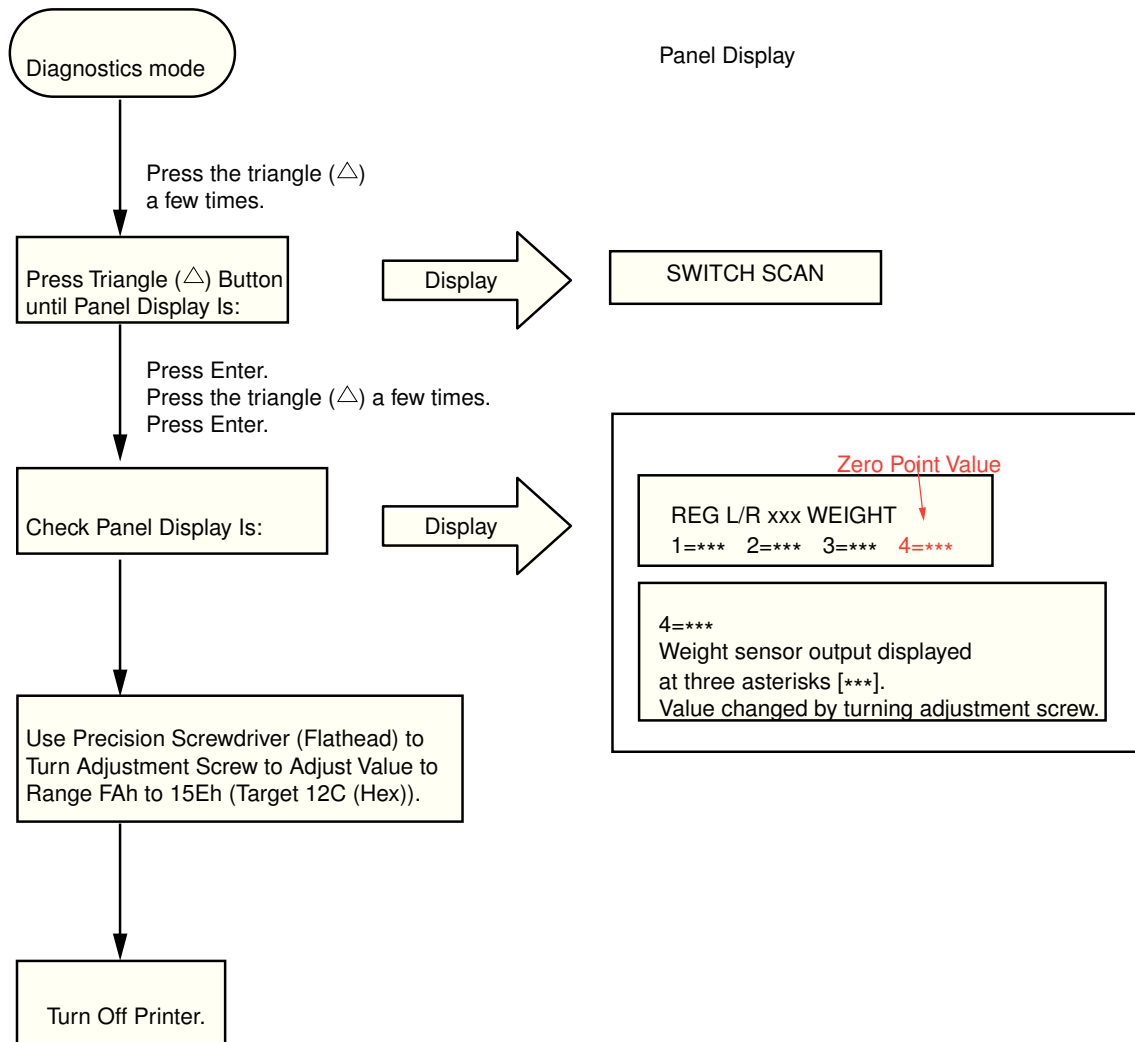 Diagnostics mode
Panel Display
Press the triangle (△)
a few times.
Press Triangle (△) Button
until Panel Display Is:
Display
SWITCH SCAN
Press Enter.
Press the triangle (△) a few times.
Press Enter.
Check Panel Display Is:
Display
Zero Point Value
REG L/R xxx WEIGHT
1=*** 2=*** 3=*** 4=***
4=***
Weight sensor output displayed
at three asterisks [***].
Value changed by turning adjustment screw.
Use Precision Screwdriver (Flathead) to
Turn Adjustment Screw to Adjust Value to
Range FAh to 15Eh (Target 12C (Hex)).
Turn Off Printer.